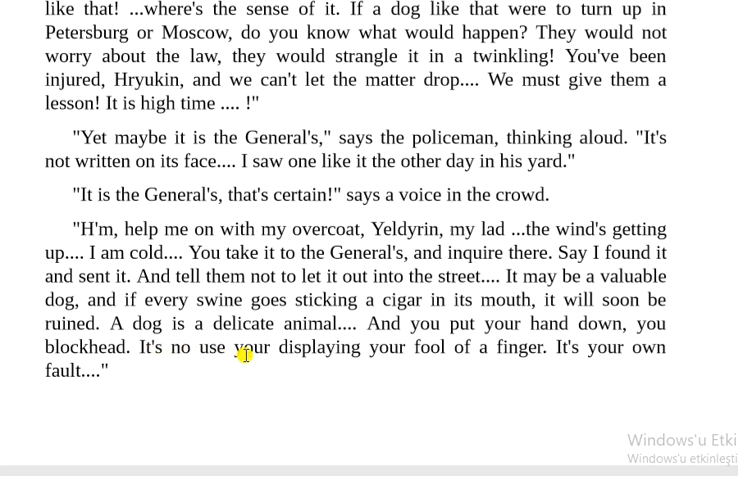 like that! ...where's the sense of it. If a dog like that were to turn up in
Petersburg or Moscow, do you know what would happen? They would not
worry about the law, they would strangle it in a twinkling! You've been
injured, Hryukin, and we can't let the matter drop.... We must give them a
lesson! It is high time .... !"
"Yet maybe it is the General's," says the policeman, thinking aloud. "It's
not written on its face.... I saw one like it the other day in his yard."
"It is the General's, that's certain!" says a voice in the crowd.
"H'm, help me on with my overcoat, Yeldyrin, my lad ...the wind's getting
up.... I am cold.... You take it to the General's, and inquire there. Say I found it
and sent it. And tell them not to let it out into the street.... It may be a valuable
dog, and if every swine goes sticking a cigar in its mouth, it will soon be
ruined. A dog is a delicate animal.... And you put your hand down, you
blockhead. It's no use your displaying your fool of a finger. It's your own
fault...."
Windows'u Etki
Windows'u etkinleşti